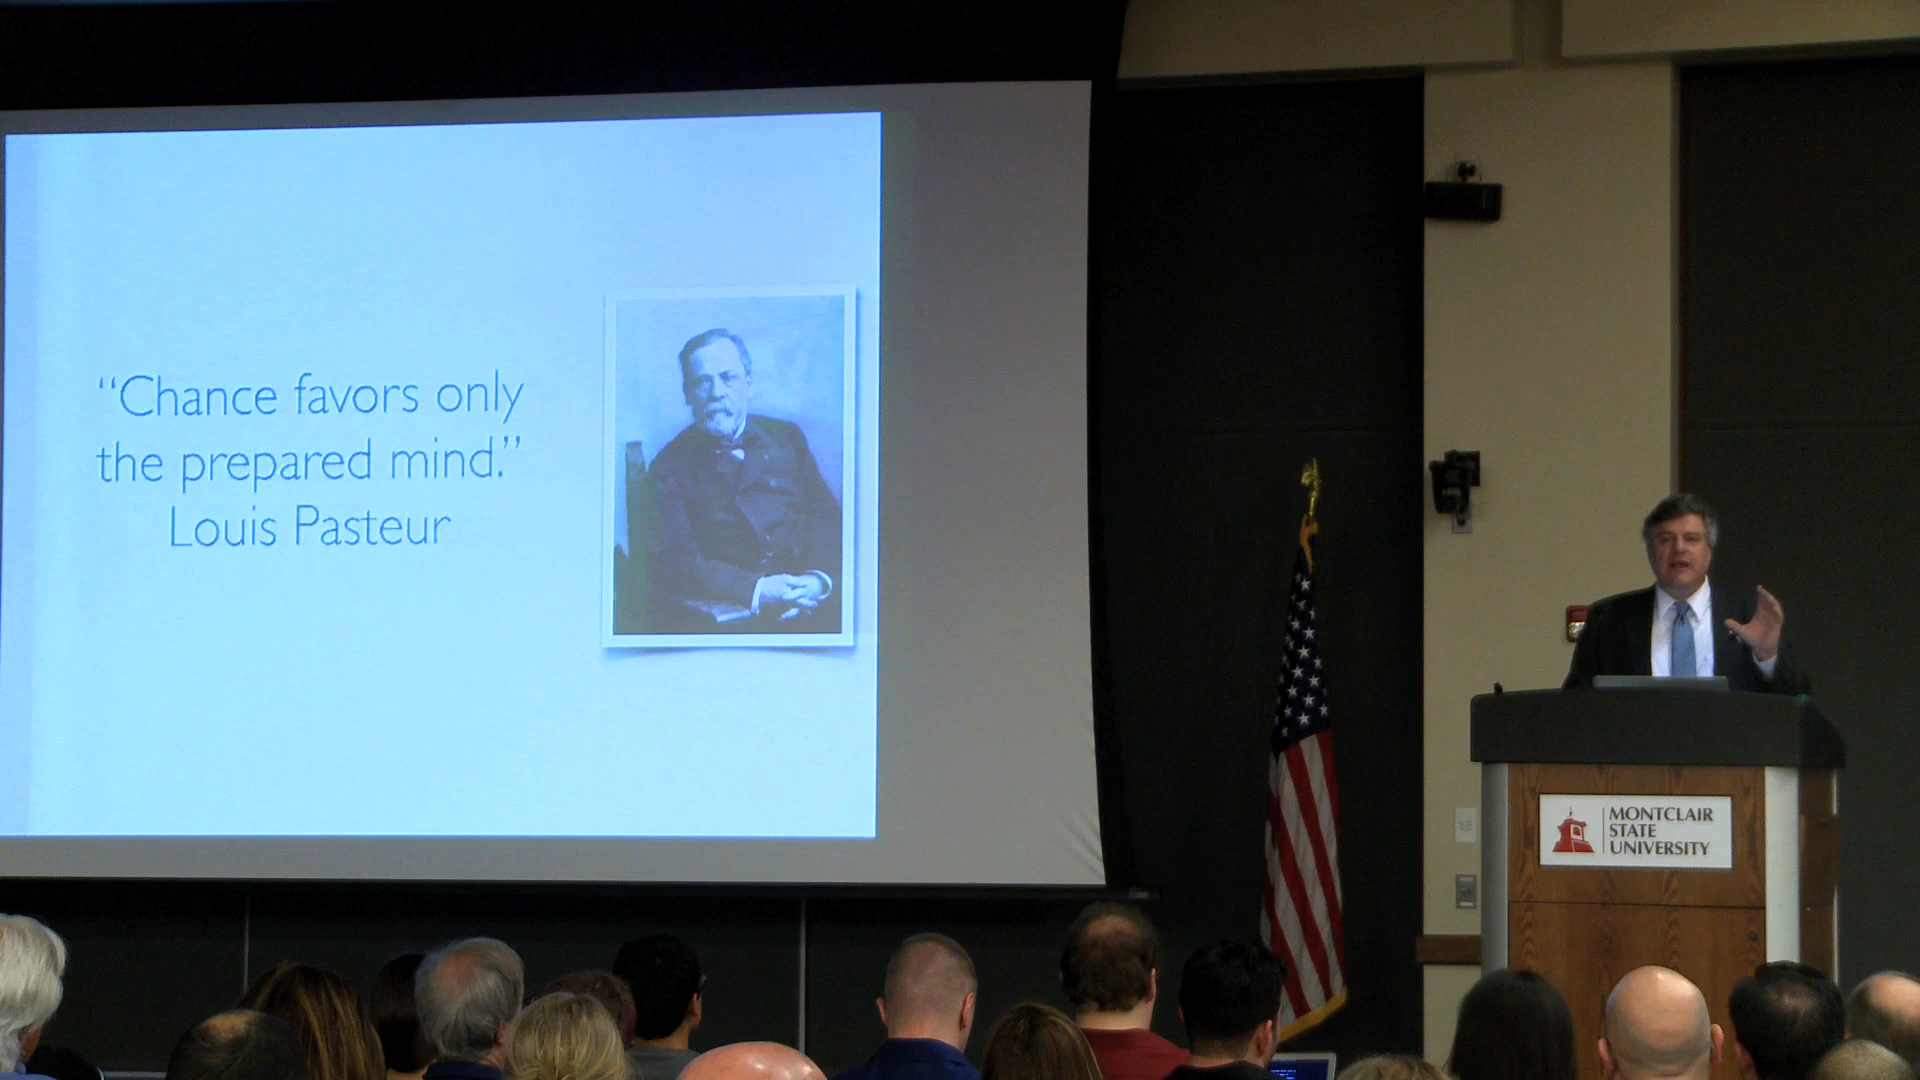 “Chance favors only
the prepared mind.”
Louis Pasteur
MONTCLAIR
STATE
UNIVERSITY